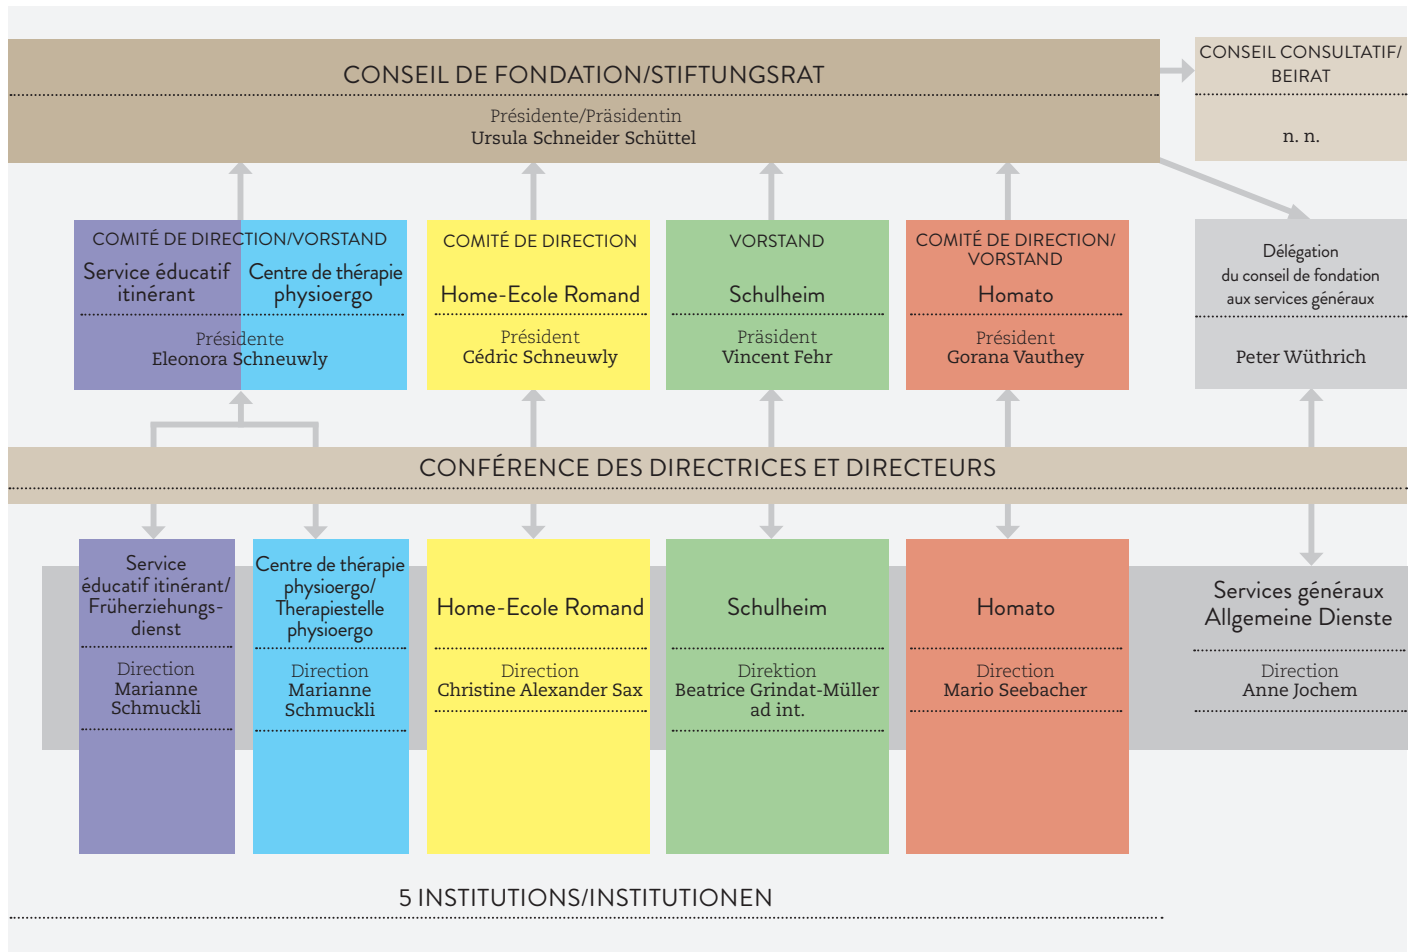 CONSEIL DE FONDATION/STIFTUNGSRAT
Présidente/Präsidentin
Ursula Schneider Schüttel
CONSEIL CONSULTATIF/
BEIRAT
n. n.
COMITÉ DE DIRECTION/VORSTAND
Service éducatif
itinérant
Centre de thérapie
physioergo
Présidente
Eleonora Schneuwly
COMITÉ DE DIRECTION
Home-Ecole Romand
Président
Cédric Schneuwly
VORSTAND
Schulheim
Präsident
Vincent Fehr
COMITÉ DE DIRECTION/
VORSTAND
Homato
Président
Gorana Vauthey
Délégation
du conseil de fondation
aux services généraux
Peter Wüthrich
CONFÉRENCE DES DIRECTRICES ET DIRECTEURS
Service
éducatif itinérant/
Früherziehungs-
dienst
Direction
Marianne
Schmuckli
Centre de thérapie
physioergo/
Therapiestelle
physioergo
Direction
Marianne
Schmuckli
Home-Ecole Romand
Direction
Christine Alexander Sax
Schulheim
Direktion
Beatrice Grindat-Müller
ad int.
Homato
Direction
Mario Seebacher
Services généraux
Allgemeine Dienste
Direction
Anne Jochem
5 INSTITUTIONS/INSTITUTIONEN